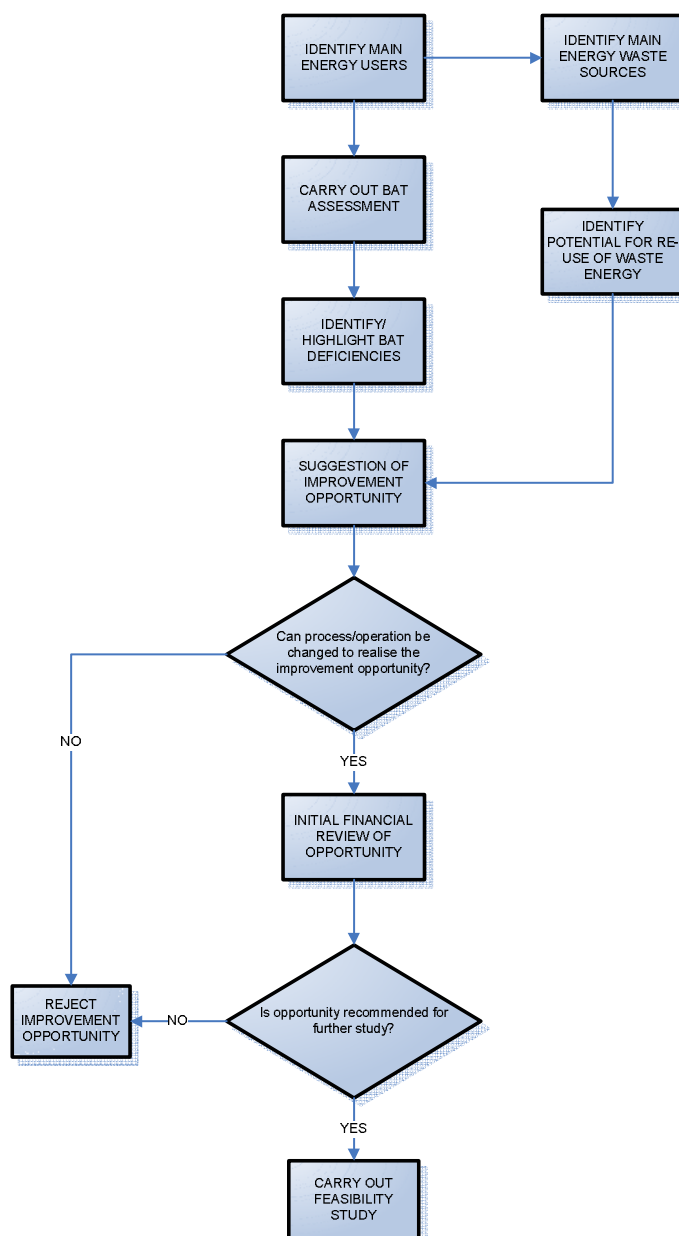 IDENTIFY MAIN
ENERGY USERS
IDENTIFY MAIN
ENERGY WASTE
SOURCES
CARRY OUT BAT
ASSESSMENT
IDENTIFY
POTENTIAL FOR RE-
USE OF WASTE
ENERGY
IDENTIFY/
HIGHLIGHT BAT
DEFICIENCIES
SUGGESTION OF
IMPROVEMENT
OPPORTUNITY
Can process/operation be
changed to realise the
improvement opportunity?
NO
YES
INITIAL FINANCIAL
REVIEW OF
OPPORTUNITY
REJECT
IMPROVEMENT
OPPORTUNITY
NO
Is opportunity recommended for
further study?
YES
CARRY OUT
FEASIBILITY
STUDY